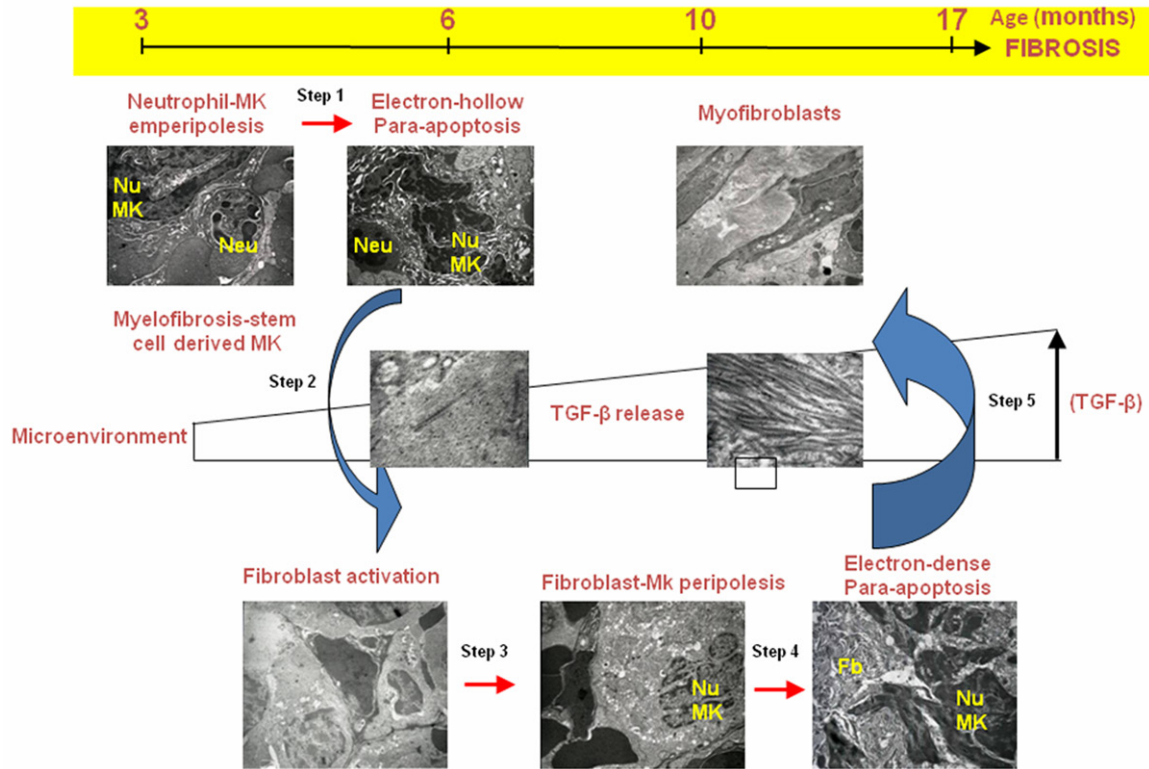 3 6 10 17 Age (months)
FIBROSIS
Neutrophil-MK
emperipolesis
Step 1
Electron-hollow
Para-apoptosis
Myofibroblasts
Nu
MK
Neu
Neu
Nu
MK
Myelofibrosis-stem
cell derived MK
Step 2
Microenvironment
TGF-β release
Step 5
(TGF-β)
Fibroblast activation
Fibroblast-Mk peripolesis
Electron-dense
Para-apoptosis
Step 3
Nu
MK
Step 4
Fb
Nu
MK